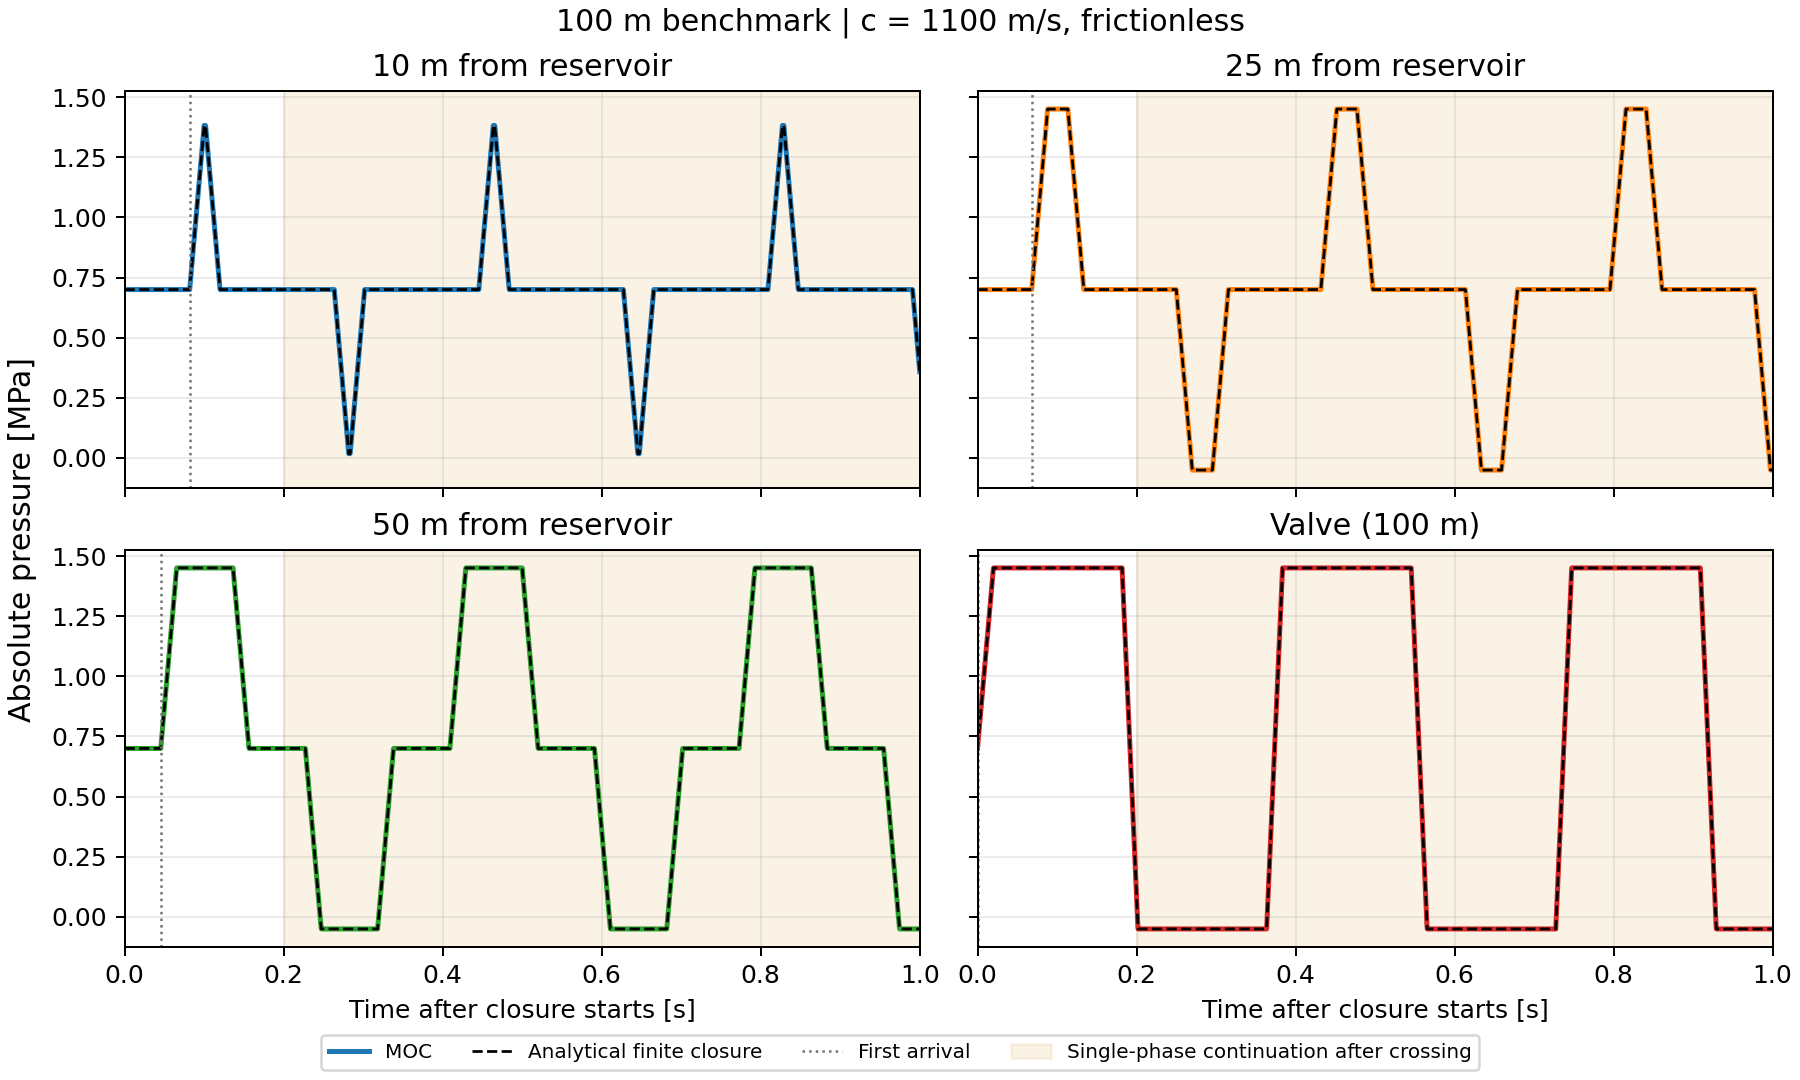 100 m benchmark | c = 1100 m/s, frictionless
10 m from reservoir
25 m from reservoir
1.50
1.25
1.00
0.75
0.50
0.25
0.00
Absolute pressure [MPa]
50 m from reservoir
Valve (100 m)
1.50
1.25
1.00
0.75
0.50
0.25
0.00
0.0 0.2 0.4 0.6 0.8 1.0
0.0 0.2 0.4 0.6 0.8 1.0
Time after closure starts [s]
Time after closure starts [s]
MOC
Analytical finite closure
First arrival
Single-phase continuation after crossing